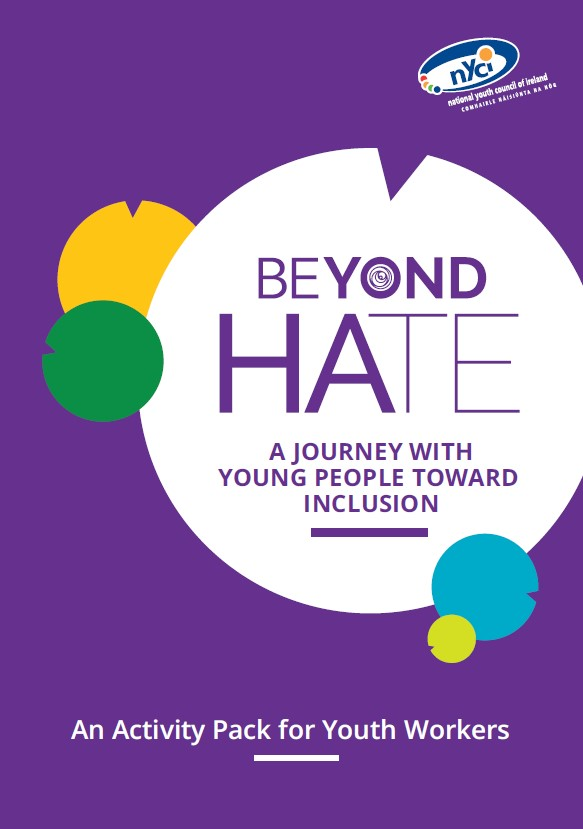 nyci
national youth council of ireland
COMHAIRLE NÁISIÚNTA NA NÓG
BEYOND
HATE
A JOURNEY WITH
YOUNG PEOPLE TOWARD
INCLUSION
An Activity Pack for Youth Workers